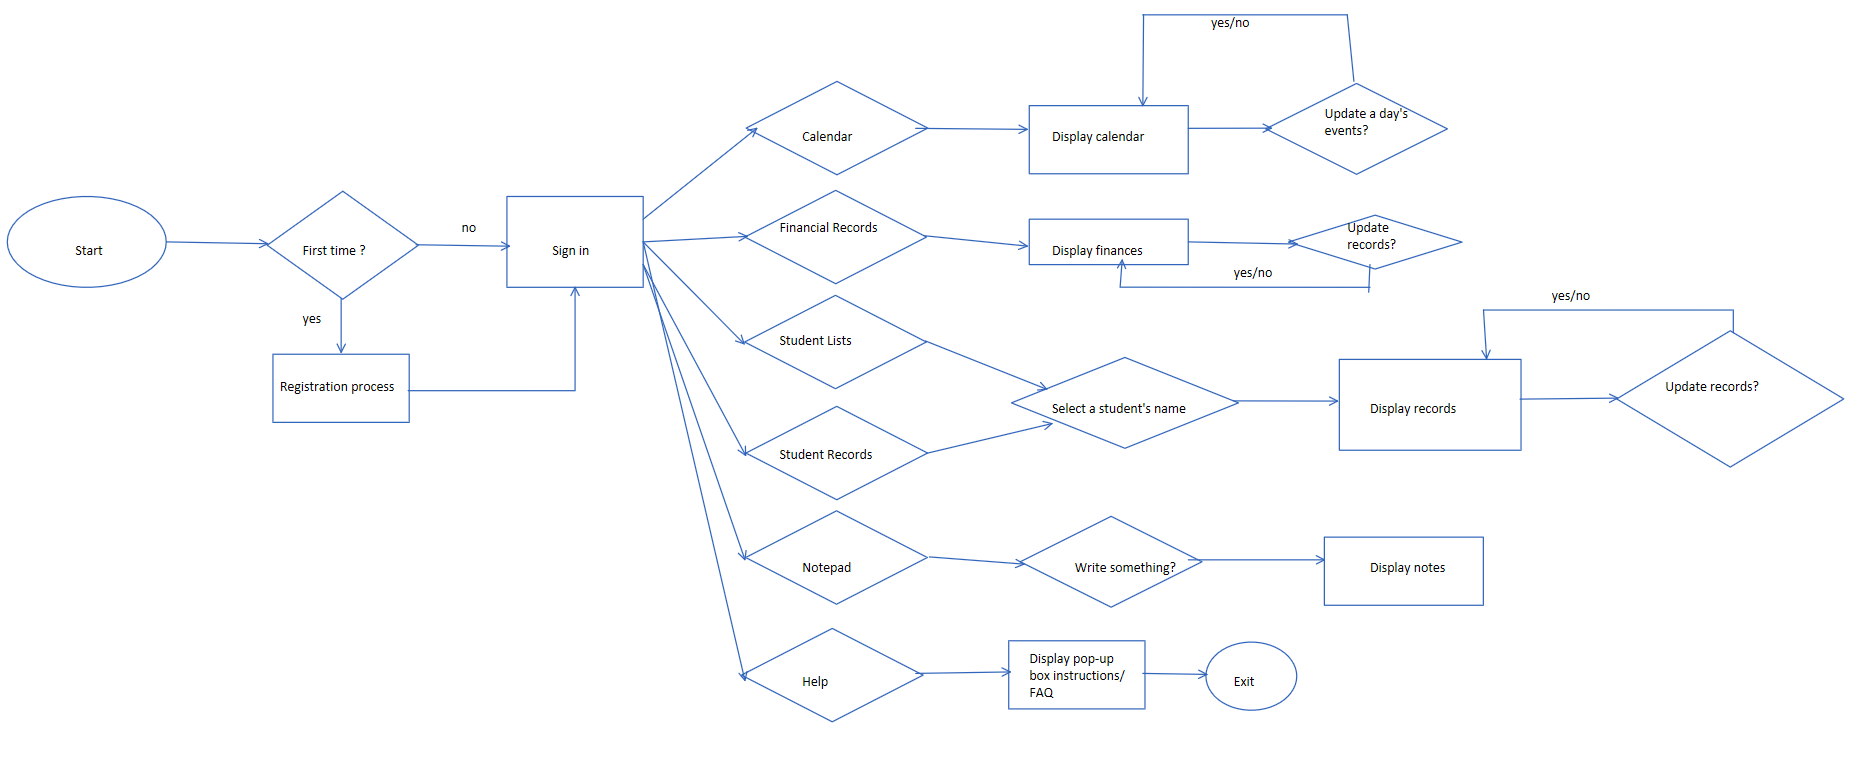 yes/no
Update a day's
events?
Calendar
Display calendar
Start
First time ?
no
Sign in
Financial Records
Display finances
Update
records?
yes/no
yes
Registration process
Student Lists
yes/no
Select a student's name
Display records
Update records?
Student Records
Notepad
Write something?
Display notes
Help
Display pop-up
box instructions/
FAQ
Exit